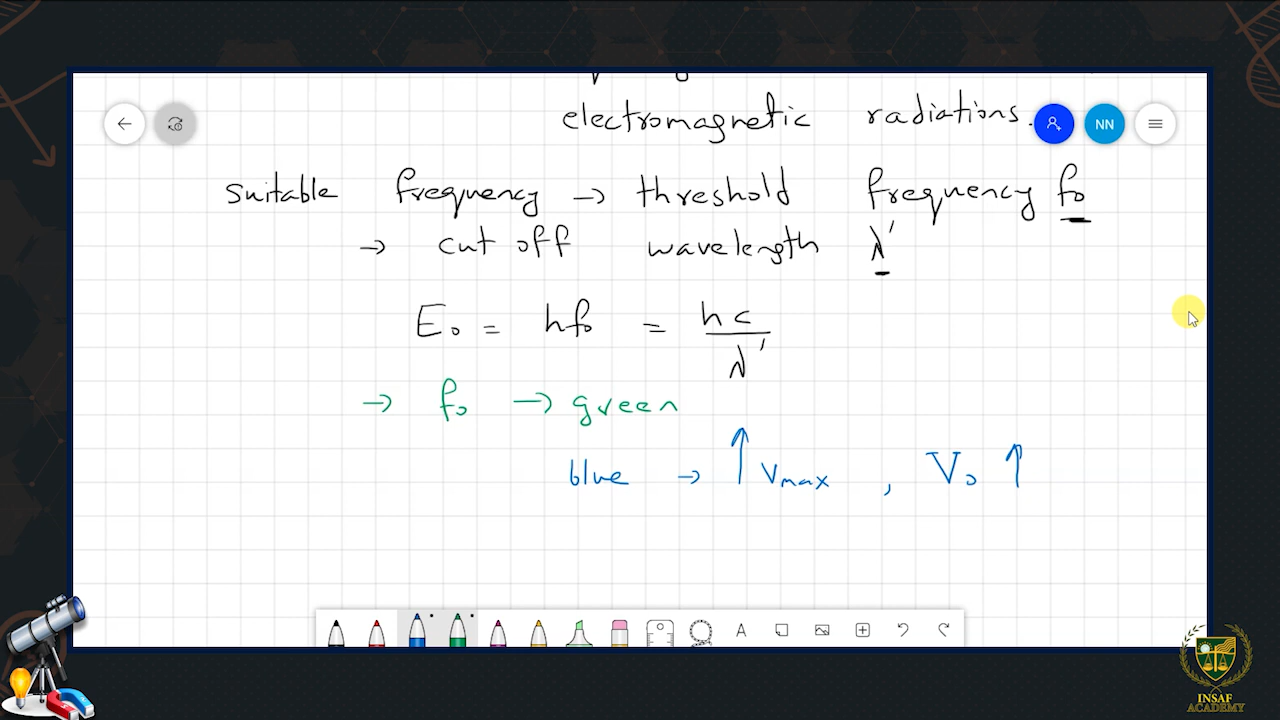 electromagnetic radiations.
NN
suitable frequency → threshold frequency f₀
→ cut off wavelength λ'
E₀ = hf₀ = hc/λ'
→ f₀ → green
blue → ↑ Vmax , V₀ ↑
A
INSAF
ACADEMY